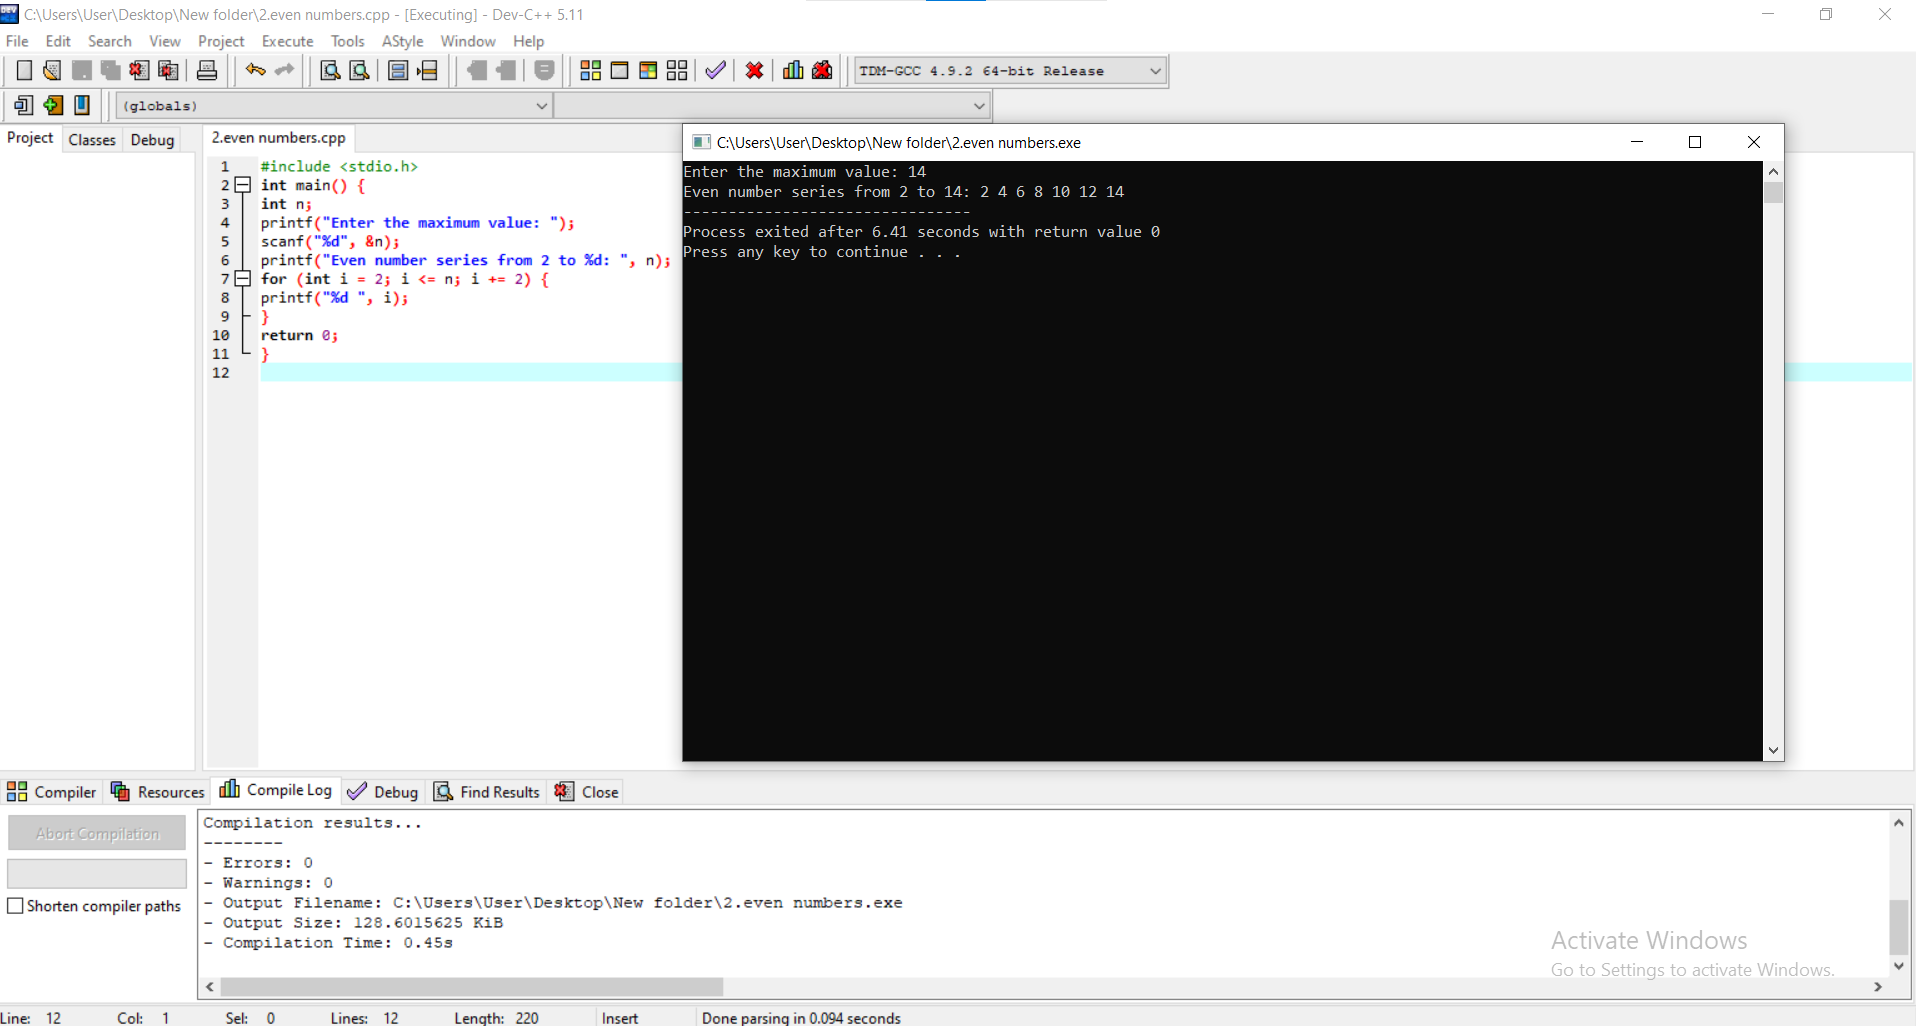 C:\Users\User\Desktop\New folder\2.even numbers.cpp - [Executing] - Dev-C++ 5.11
File Edit Search View Project Execute Tools AStyle Window Help
TDM-GCC 4.9.2 64-bit Release
(globals)
Project Classes Debug
2.even numbers.cpp
1 #include <stdio.h>
2 int main() {
3 int n;
4 printf("Enter the maximum value: ");
5 scanf("%d", &n);
6 printf("Even number series from 2 to %d: ", n);
7 for (int i = 2; i <= n; i += 2) {
8 printf("%d ", i);
9 }
10 return 0;
11 }
12
C:\Users\User\Desktop\New folder\2.even numbers.exe
Enter the maximum value: 14
Even number series from 2 to 14: 2 4 6 8 10 12 14
--------------------------------
Process exited after 6.41 seconds with return value 0
Press any key to continue . . .
Compiler Resources Compile Log Debug Find Results Close
Abort Compilation
Shorten compiler paths
Compilation results...
--------
- Errors: 0
- Warnings: 0
- Output Filename: C:\Users\User\Desktop\New folder\2.even numbers.exe
- Output Size: 128.6015625 KiB
- Compilation Time: 0.45s
Activate Windows
Go to Settings to activate Windows.
Line: 12 Col: 1 Sel: 0 Lines: 12 Length: 220 Insert Done parsing in 0.094 seconds